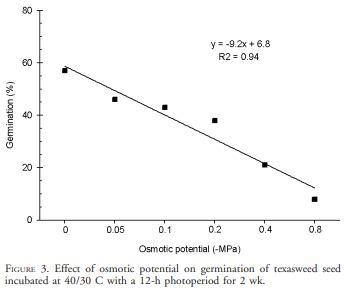 80
60
40
20
0
Germination (%)
y = -9.2x + 6.8
R2 = 0.94
0 0.05 0.1 0.2 0.4 0.8
Osmotic potential (-MPa)
FIGURE 3. Effect of osmotic potential on germination of texasweed seed
incubated at 40/30 C with a 12-h photoperiod for 2 wk.